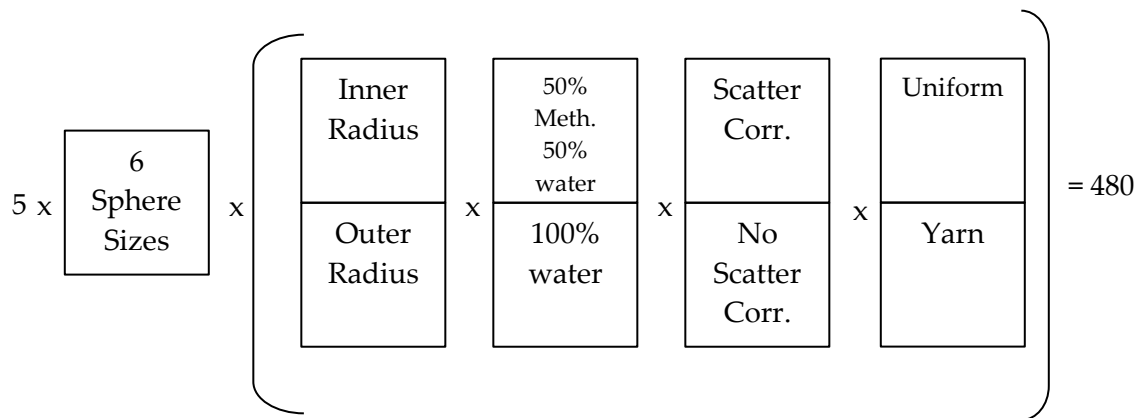 5 x
6
Sphere
Sizes
x
Inner
Radius
Outer
Radius
x
50%
Meth.
50%
water
100%
water
x
Scatter
Corr.
No
Scatter
Corr.
x
Uniform
Yarn
= 480